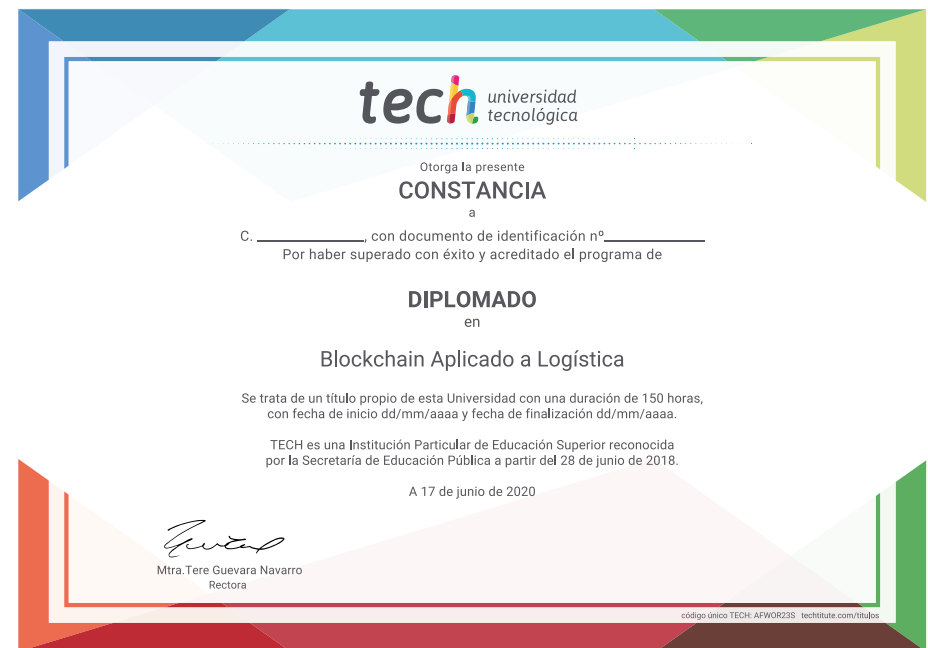 tech universidad
tecnológica
Otorga la presente
CONSTANCIA
a
C. ______________, con documento de identificación nº_____________
Por haber superado con éxito y acreditado el programa de
DIPLOMADO
en
Blockchain Aplicado a Logística
Se trata de un título propio de esta Universidad con una duración de 150 horas,
con fecha de inicio dd/mm/aaaa y fecha de finalización dd/mm/aaaa.
TECH es una Institución Particular de Educación Superior reconocida
por la Secretaría de Educación Pública a partir del 28 de junio de 2018.
A 17 de junio de 2020
Mtra.Tere Guevara Navarro
Rectora
código único TECH: AFWOR23S techtitute.com/títulos